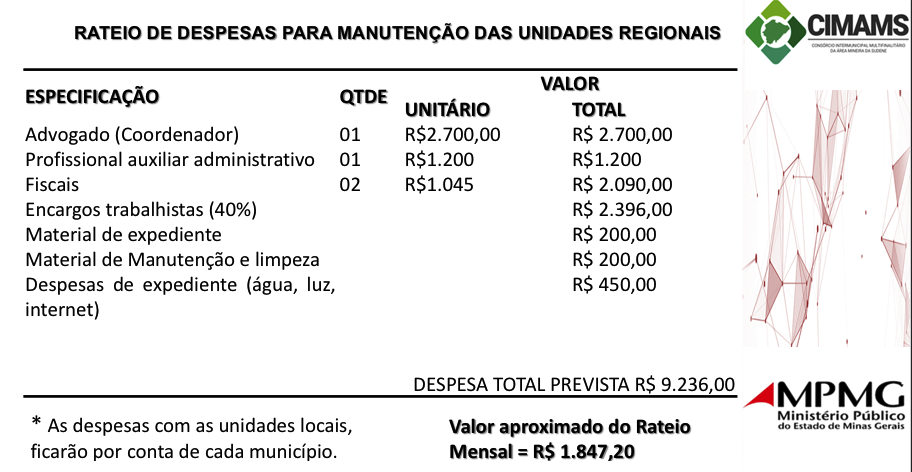 RATEIO DE DESPESAS PARA MANUTENÇÃO DAS UNIDADES REGIONAIS
CIMAMS
CONSÓRCIO INTERMUNICIPAL MULTIFINALITÁRIO
DA ÁREA MINEIRA DA SUDENE
VALOR
ESPECIFICAÇÃO QTDE
UNITÁRIO TOTAL
Advogado (Coordenador) 01 R$2.700,00 R$ 2.700,00
Profissional auxiliar administrativo 01 R$1.200 R$1.200
Fiscais 02 R$1.045 R$ 2.090,00
Encargos trabalhistas (40%) R$ 2.396,00
Material de expediente R$ 200,00
Material de Manutenção e limpeza R$ 200,00
Despesas de expediente (água, luz, R$ 450,00
internet)
DESPESA TOTAL PREVISTA R$ 9.236,00
* As despesas com as unidades locais,
ficarão por conta de cada município.
Valor aproximado do Rateio
Mensal = R$ 1.847,20
MPMG
Ministério Público
do Estado de Minas Gerais